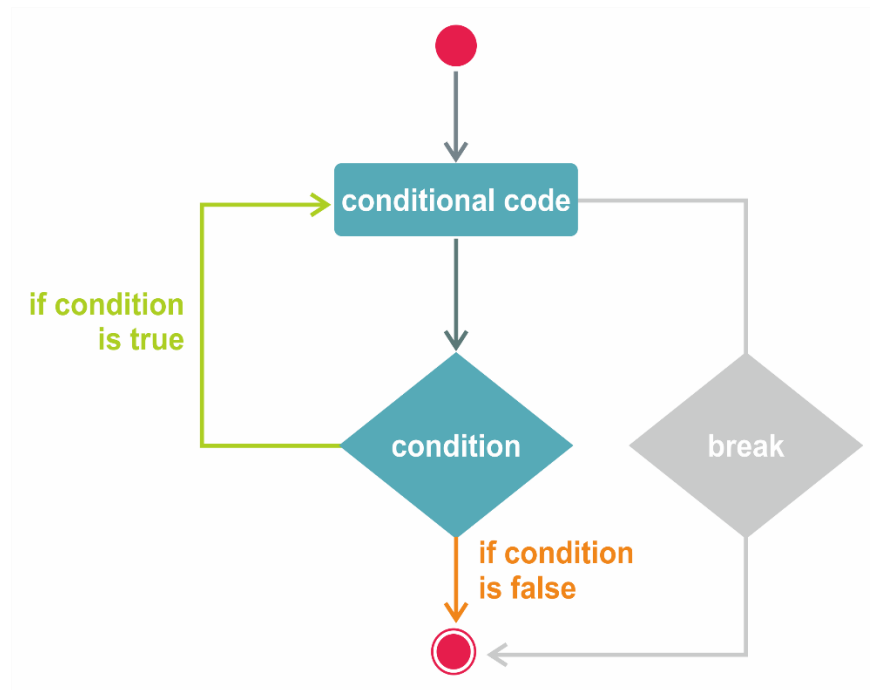 conditional code
if condition
is true
condition
break
if condition
is false